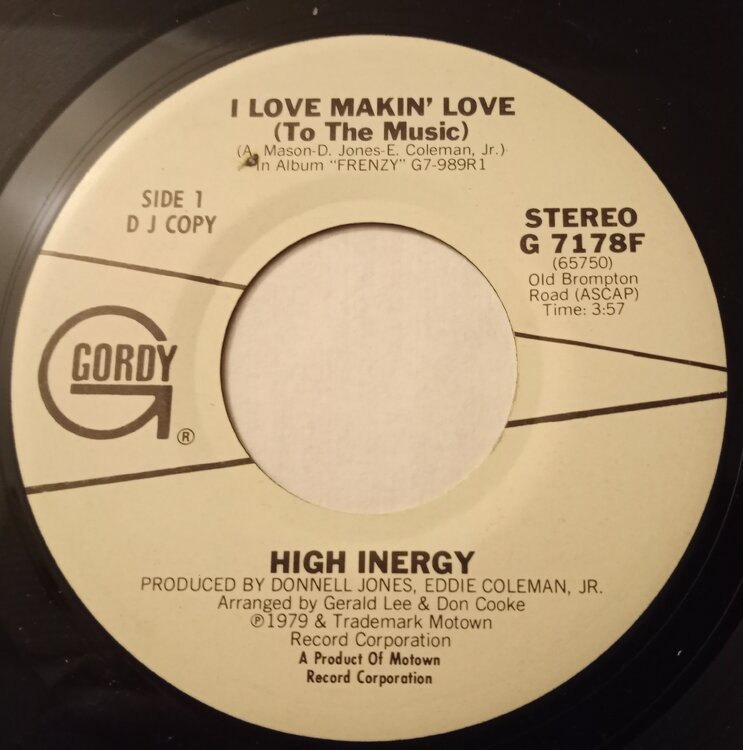 I LOVE MAKIN' LOVE
(To The Music)
(A. Mason-D. Jones-E. Coleman, Jr.)
In Album "FRENZY" G7-989R1
SIDE 1
D J COPY
STEREO
G 7178F
(65750)
Old Brompton
Road (ASCAP)
Time: 3:57
GORDY
®
HIGH INERGY
PRODUCED BY DONNELL JONES, EDDIE COLEMAN, JR.
Arranged by Gerald Lee & Don Cooke
℗1979 & Trademark Motown
Record Corporation
A Product Of Motown
Record Corporation